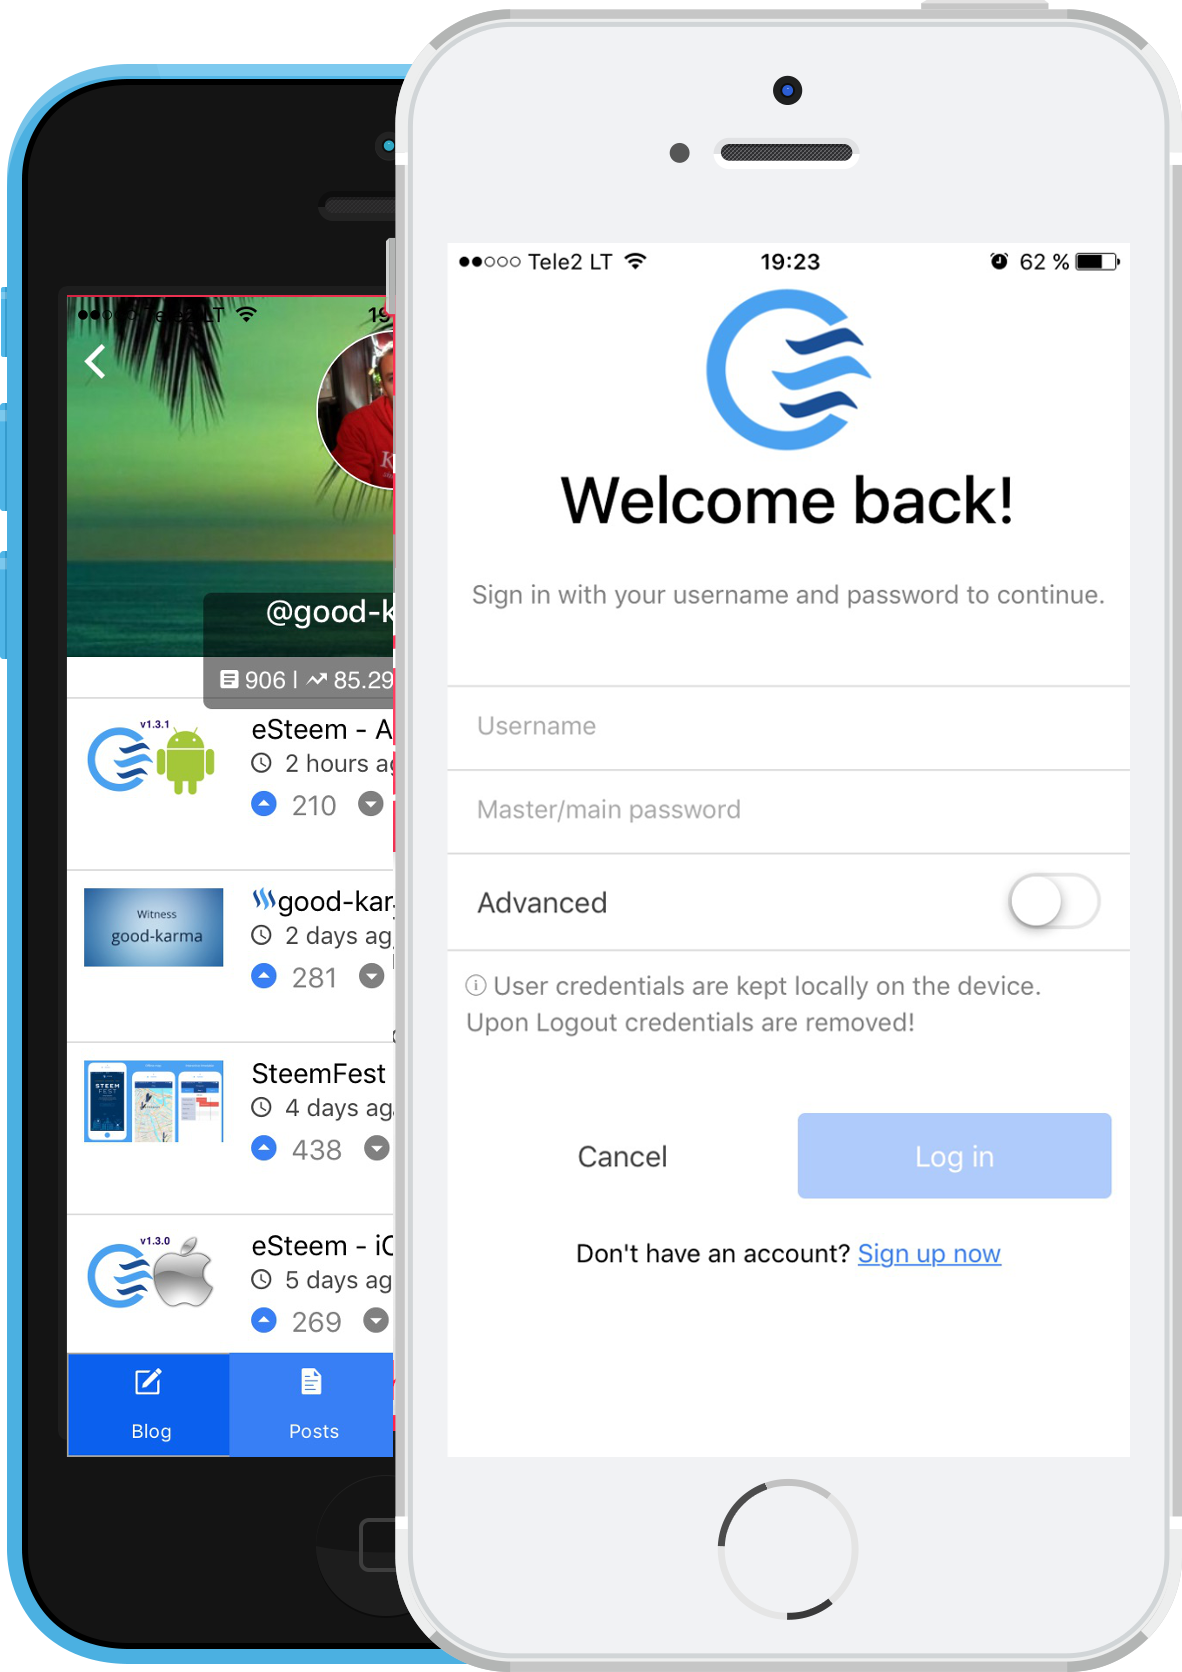 Tele2 LT
19
@good-k
906 | 85.29
v1.3.1
eSteem - A
2 hours ag
210
Witness
good-karma
good-kar
2 days ag
281
STEEM
FEST
SteemFest
4 days ag
438
v1.3.0
eSteem - iO
5 days ag
269
Blog
Posts
Tele2 LT
19:23
62 %
Welcome back!
Sign in with your username and password to continue.
Username
Master/main password
Advanced
User credentials are kept locally on the device.
Upon Logout credentials are removed!
Cancel
Log in
Don't have an account? Sign up now